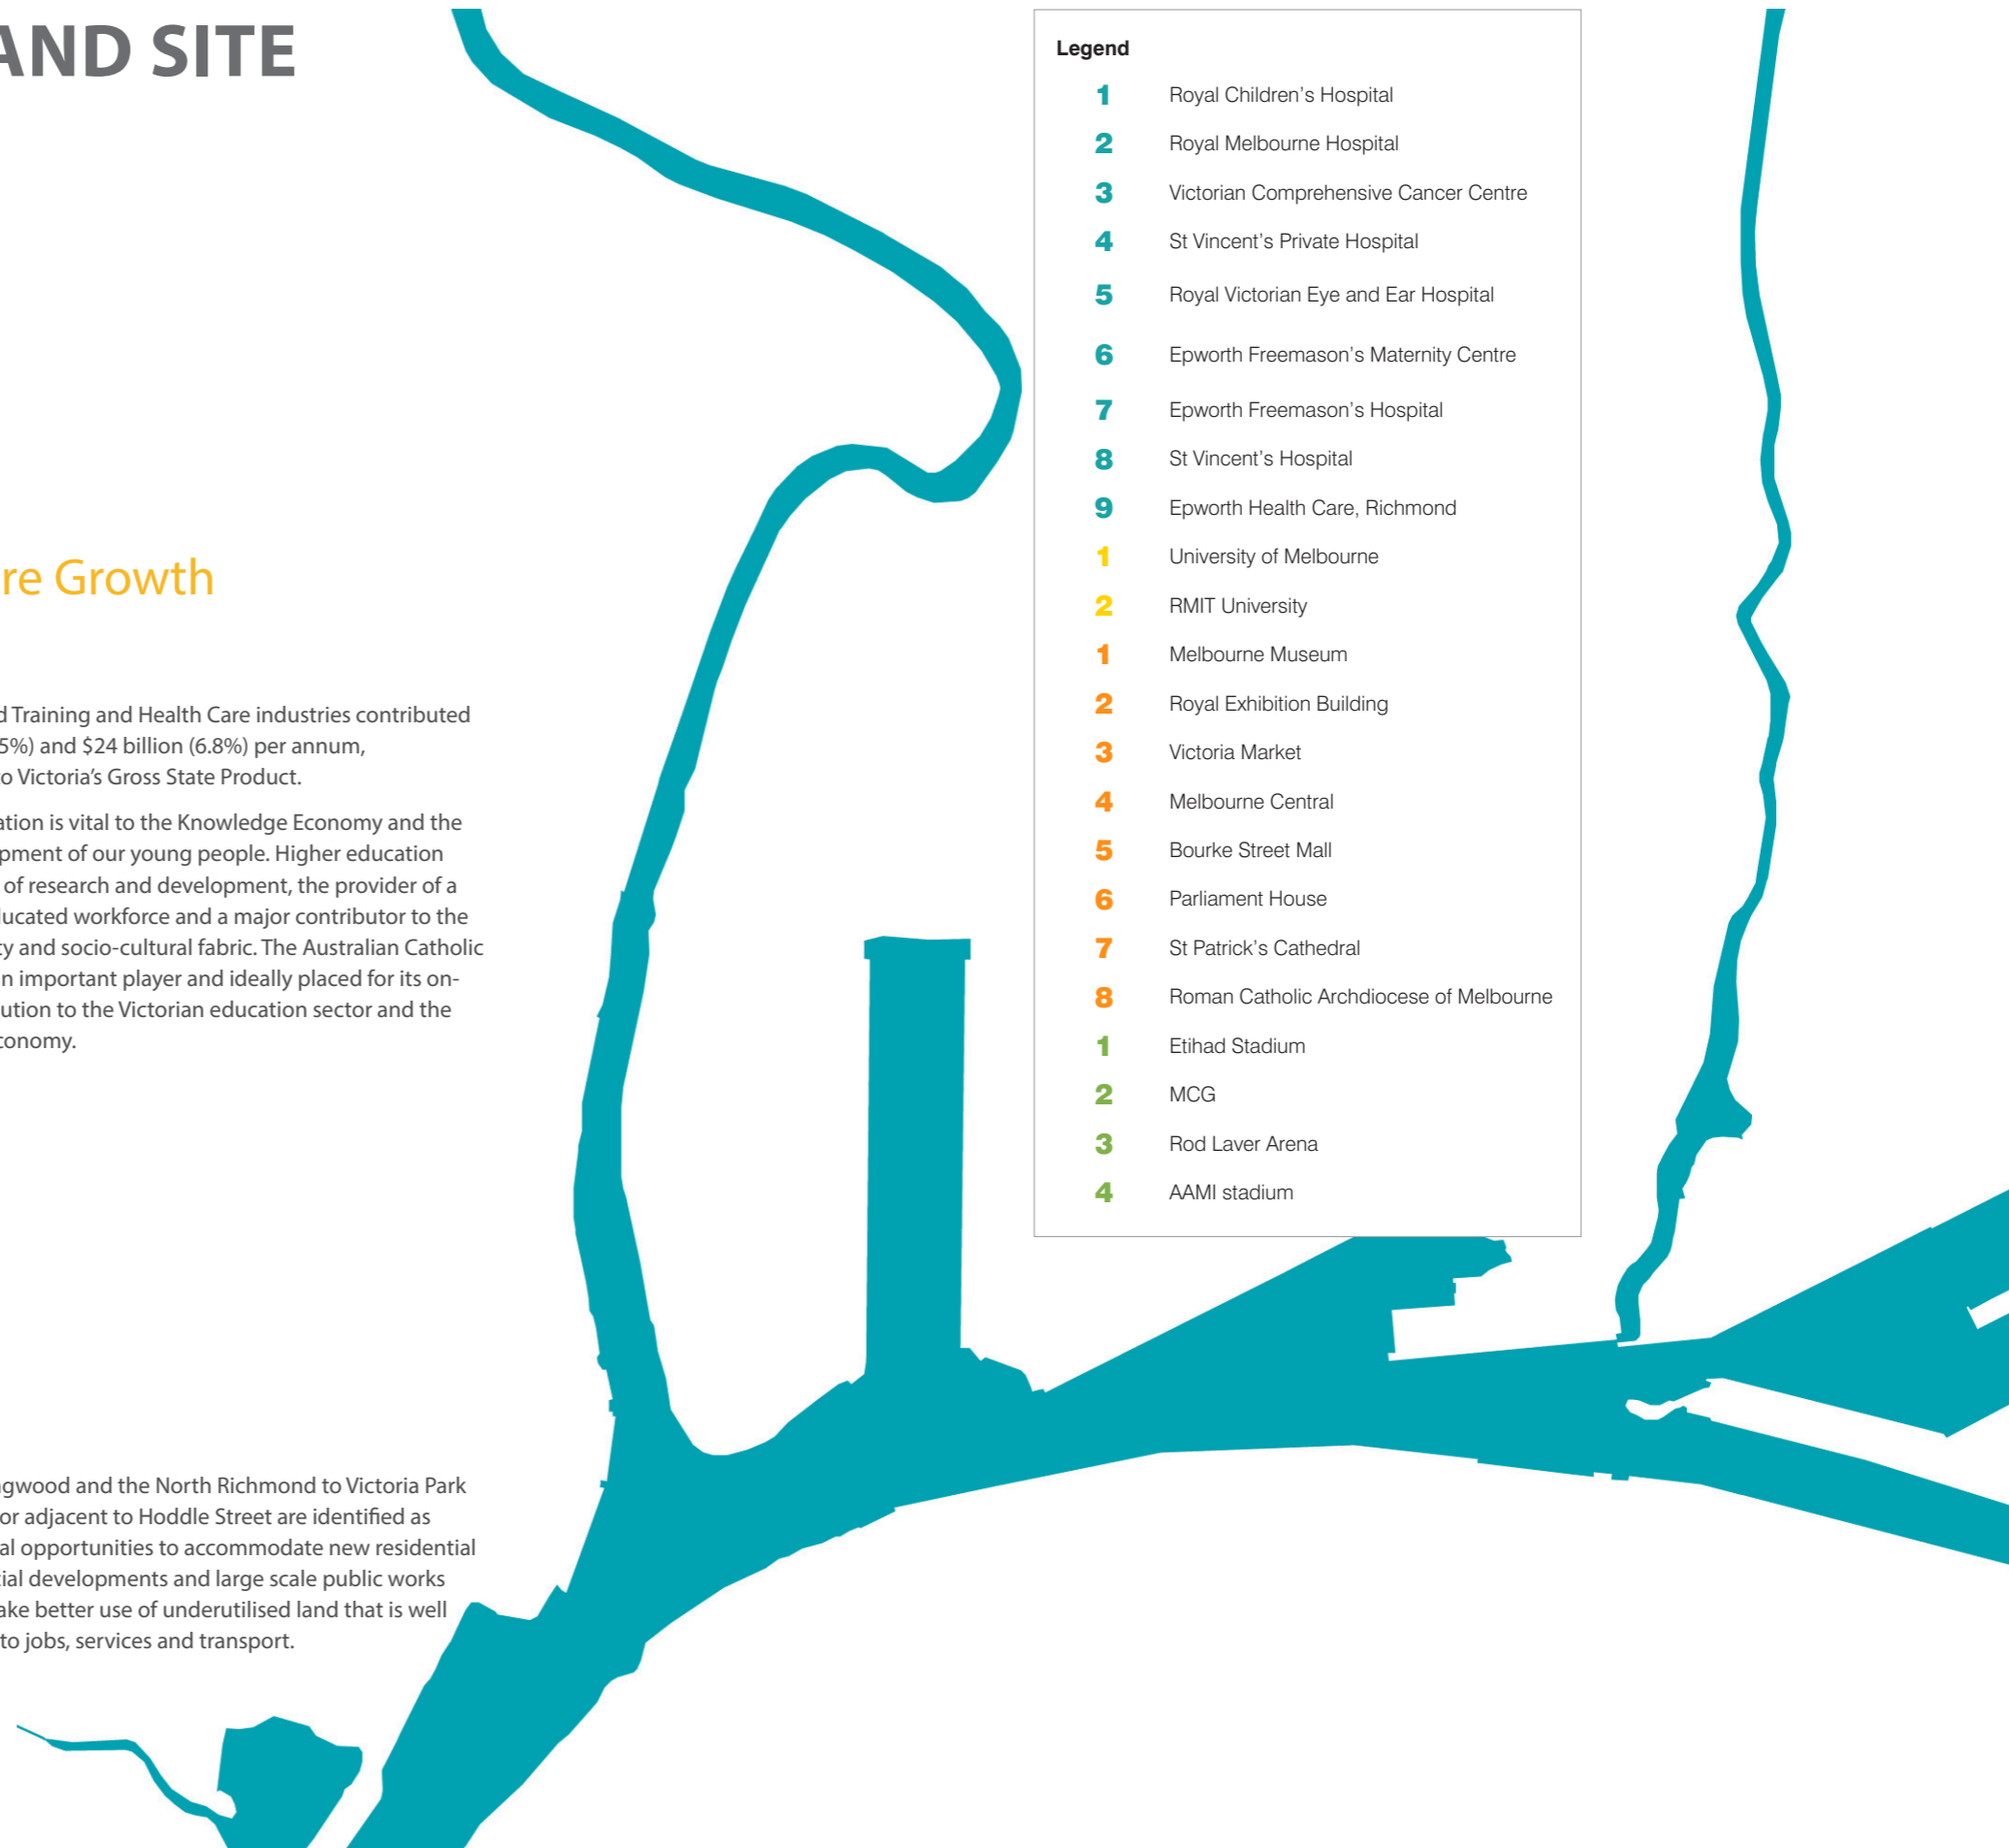 AND SITE
re Growth
d Training and Health Care industries contributed
5%) and $24 billion (6.8%) per annum,
to Victoria's Gross State Product.
ation is vital to the Knowledge Economy and the
pment of our young people. Higher education
of research and development, the provider of a
ducated workforce and a major contributor to the
ty and socio-cultural fabric. The Australian Catholic
n important player and ideally placed for its on-
ution to the Victorian education sector and the
conomy.
gwood and the North Richmond to Victoria Park
or adjacent to Hoddle Street are identified as
al opportunities to accommodate new residential
cial developments and large scale public works
ake better use of underutilised land that is well
to jobs, services and transport.
Legend
1 Royal Children's Hospital
2 Royal Melbourne Hospital
3 Victorian Comprehensive Cancer Centre
4 St Vincent's Private Hospital
5 Royal Victorian Eye and Ear Hospital
6 Epworth Freemason's Maternity Centre
7 Epworth Freemason's Hospital
8 St Vincent's Hospital
9 Epworth Health Care, Richmond
1 University of Melbourne
2 RMIT University
1 Melbourne Museum
2 Royal Exhibition Building
3 Victoria Market
4 Melbourne Central
5 Bourke Street Mall
6 Parliament House
7 St Patrick's Cathedral
8 Roman Catholic Archdiocese of Melbourne
1 Etihad Stadium
2 MCG
3 Rod Laver Arena
4 AAMI stadium